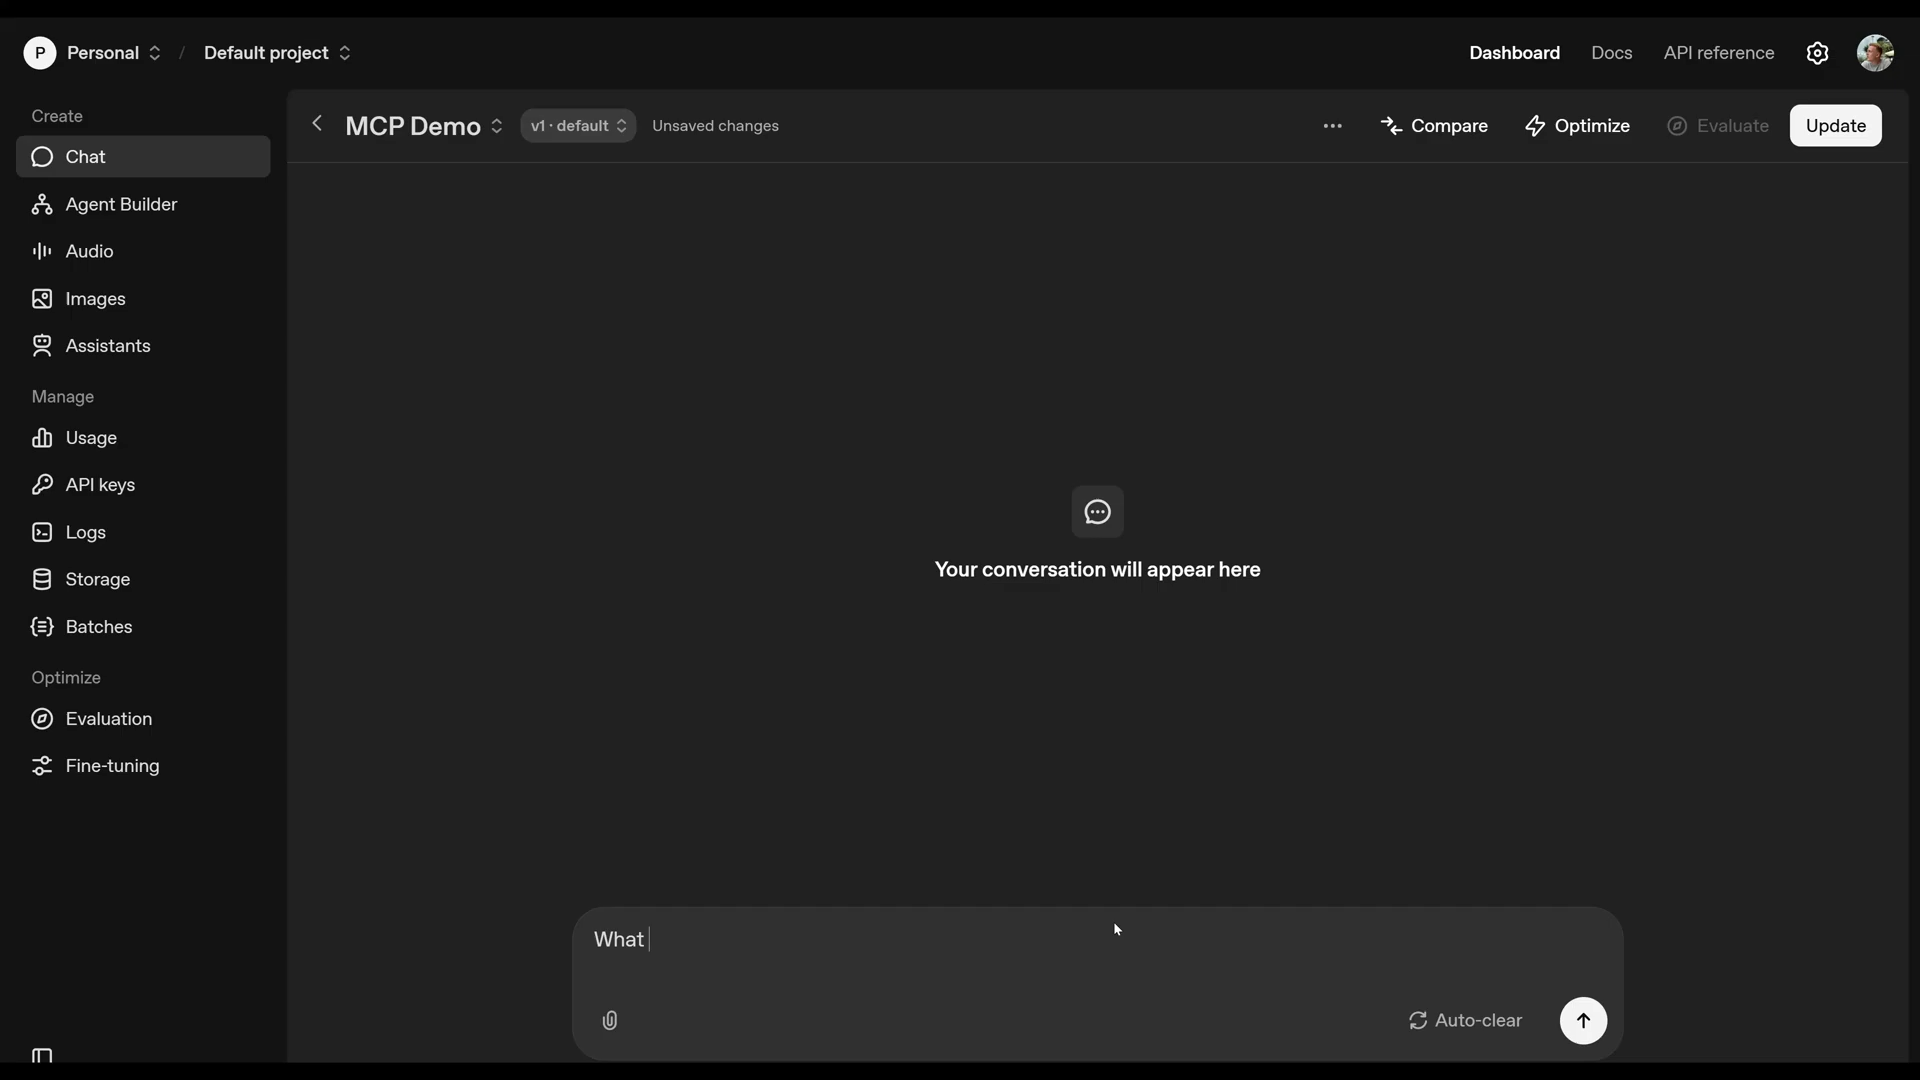 P Personal / Default project
Dashboard Docs API reference
Create
Chat
Agent Builder
Audio
Images
Assistants
Manage
Usage
API keys
Logs
Storage
Batches
Optimize
Evaluation
Fine-tuning
MCP Demo v1 · default Unsaved changes
Compare Optimize Evaluate Update
Your conversation will appear here
What
Auto-clear